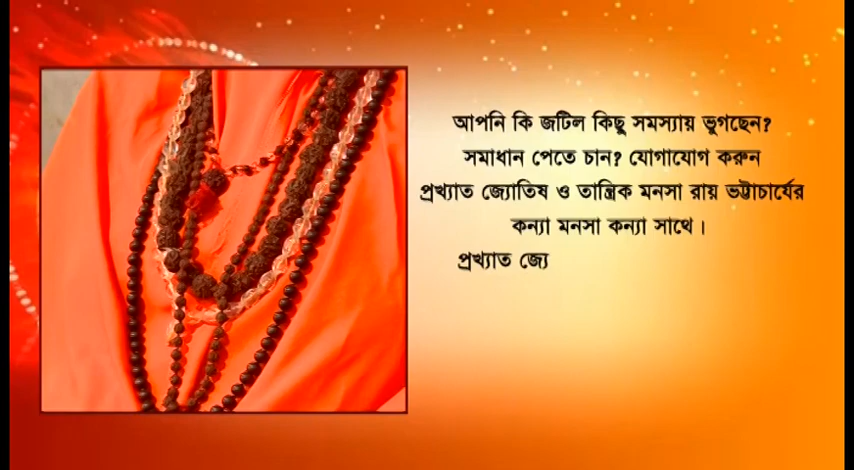 আপনি কি জটিল কিছু সমস্যায় ভুগছেন?
সমাধান পেতে চান? যোগাযোগ করুন
প্রখ্যাত জ্যোতিষ ও তান্ত্রিক মনসা রায় ভট্টাচার্যের
কন্যা মনসা কন্যা সাথে।
প্রখ্যাত জ্যে